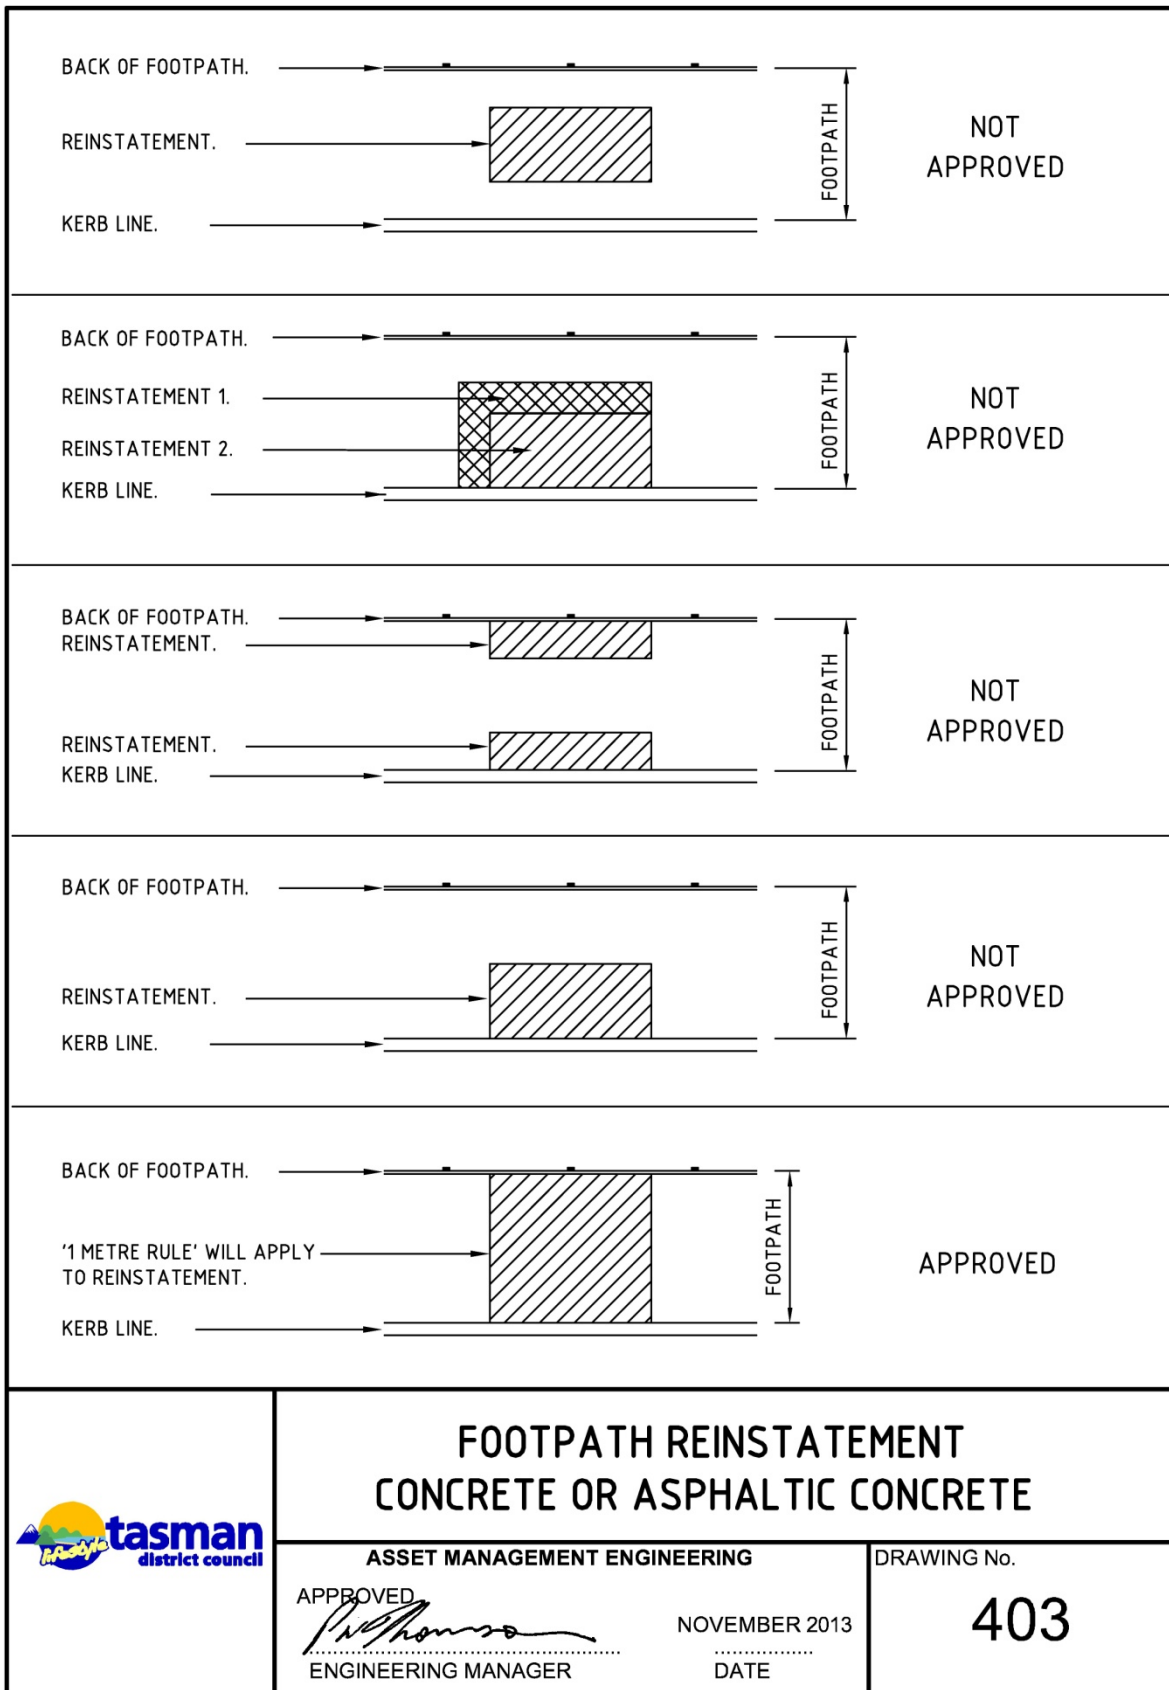 BACK OF FOOTPATH.
REINSTATEMENT.
KERB LINE.
FOOTPATH
NOT
APPROVED
BACK OF FOOTPATH.
REINSTATEMENT 1.
REINSTATEMENT 2.
KERB LINE.
FOOTPATH
NOT
APPROVED
BACK OF FOOTPATH.
REINSTATEMENT.
REINSTATEMENT.
KERB LINE.
FOOTPATH
NOT
APPROVED
BACK OF FOOTPATH.
REINSTATEMENT.
KERB LINE.
FOOTPATH
NOT
APPROVED
BACK OF FOOTPATH.
'1 METRE RULE' WILL APPLY
TO REINSTATEMENT.
KERB LINE.
FOOTPATH
APPROVED
lifestyle
tasman
district council
FOOTPATH REINSTATEMENT
CONCRETE OR ASPHALTIC CONCRETE
ASSET MANAGEMENT ENGINEERING
APPROVED
ENGINEERING MANAGER
NOVEMBER 2013
DATE
DRAWING No.
403